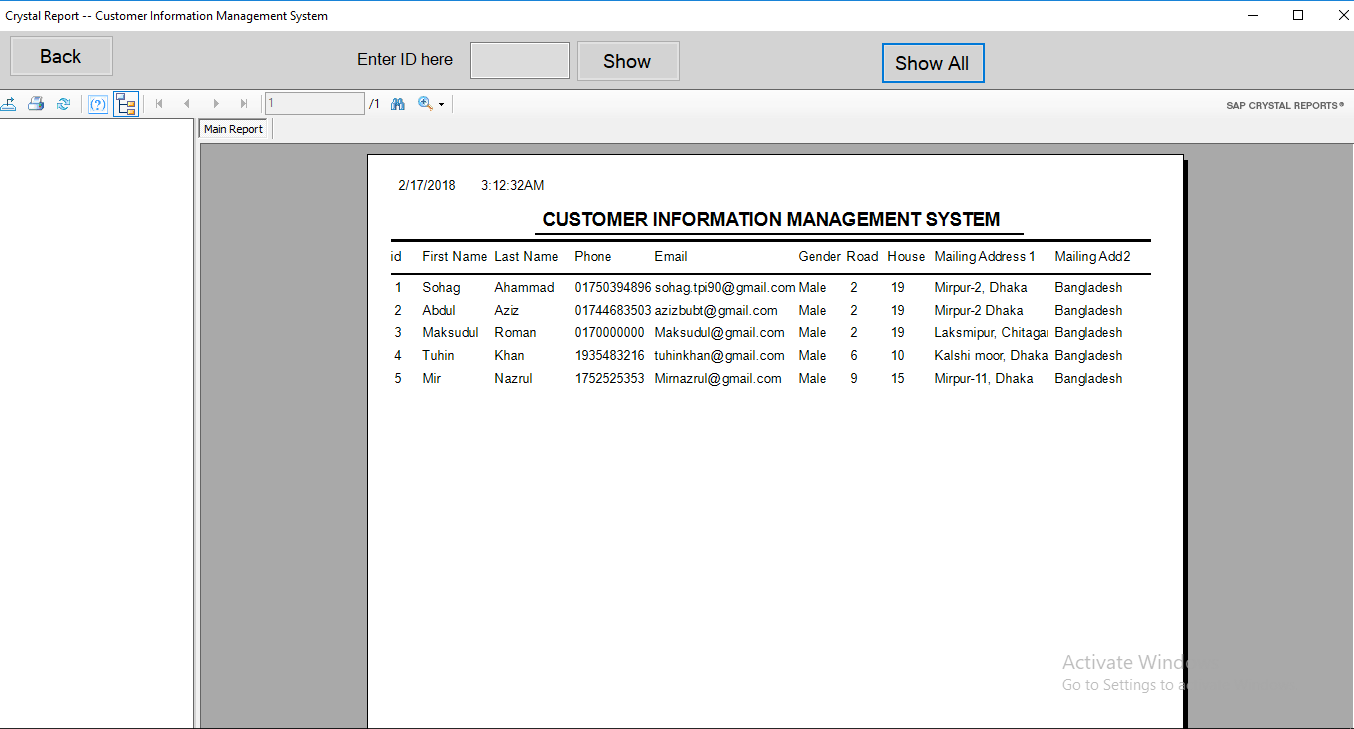 Crystal Report -- Customer Information Management System
Back Enter ID here Show Show All
1 /1 SAP CRYSTAL REPORTS®
Main Report
2/17/2018 3:12:32AM
CUSTOMER INFORMATION MANAGEMENT SYSTEM
id First Name Last Name Phone Email Gender Road House Mailing Address 1 Mailing Add2
1 Sohag Ahammad 01750394896 sohag.tpi90@gmail.com Male 2 19 Mirpur-2, Dhaka Bangladesh
2 Abdul Aziz 01744683503 azizbubt@gmail.com Male 2 19 Mirpur-2 Dhaka Bangladesh
3 Maksudul Roman 0170000000 Maksudul@gmail.com Male 2 19 Laksmipur, Chitagai Bangladesh
4 Tuhin Khan 1935483216 tuhinkhan@gmail.com Male 6 10 Kalshi moor, Dhaka Bangladesh
5 Mir Nazrul 1752525353 Mirnazrul@gmail.com Male 9 15 Mirpur-11, Dhaka Bangladesh
Activate Windo
Go to Settings to a